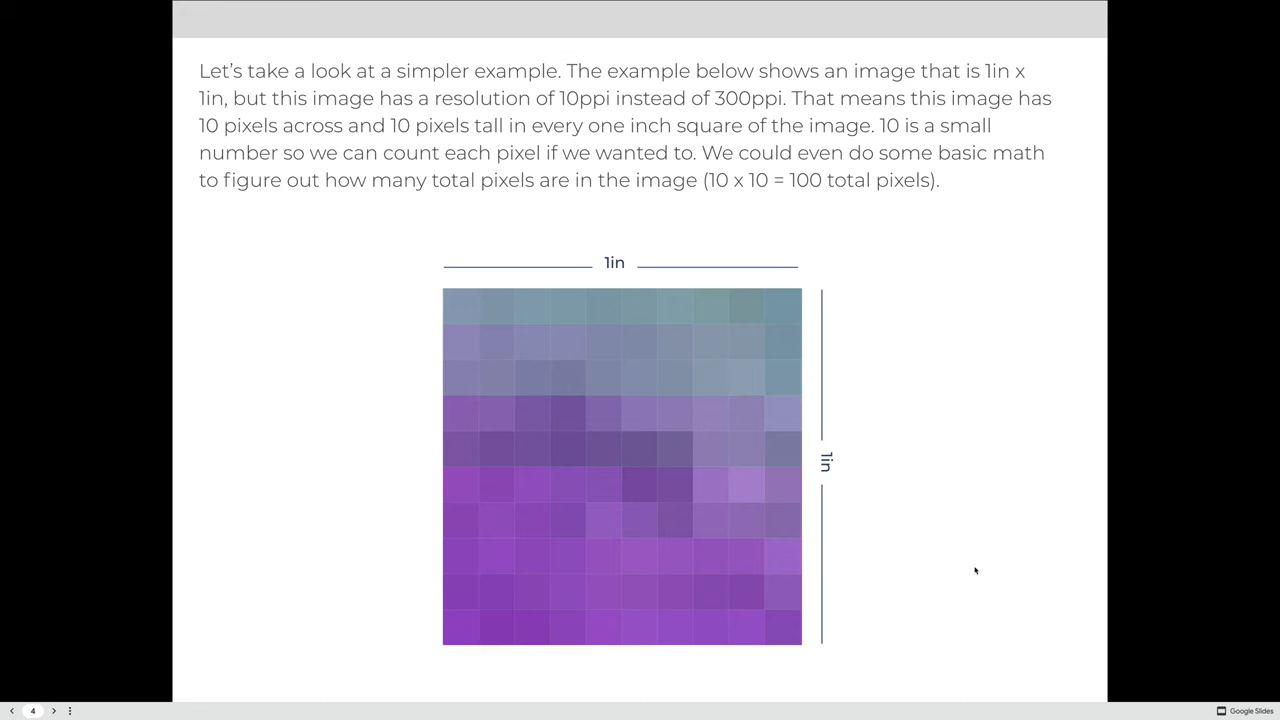 Let's take a look at a simpler example. The example below shows an image that is 1in x
1in, but this image has a resolution of 10ppi instead of 300ppi. That means this image has
10 pixels across and 10 pixels tall in every one inch square of the image. 10 is a small
number so we can count each pixel if we wanted to. We could even do some basic math
to figure out how many total pixels are in the image (10 x 10 = 100 total pixels).
1in
1in
4
Google Slides